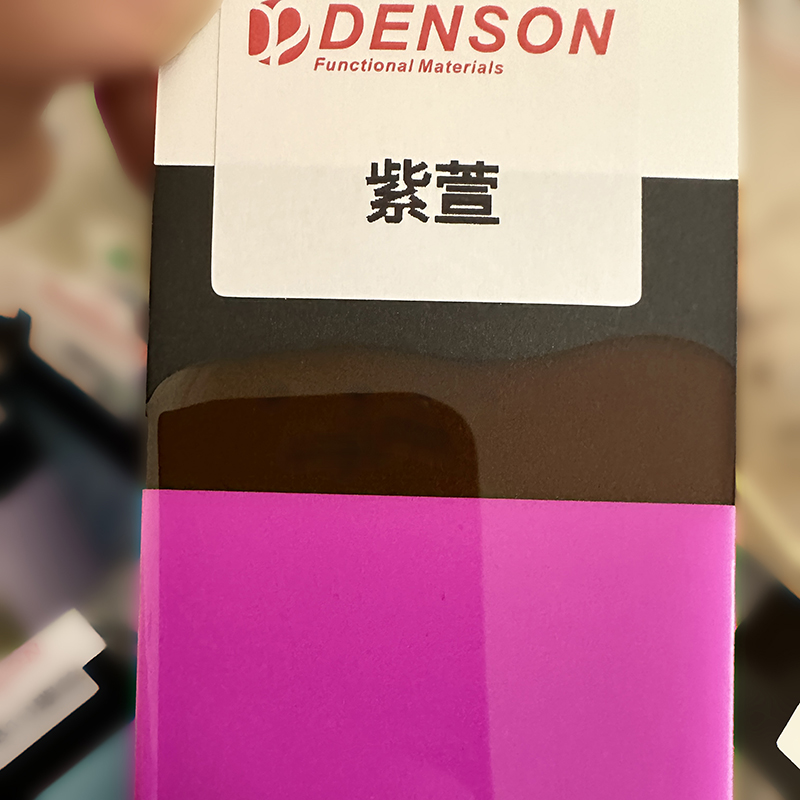 DENSON
Functional Materials
紫萱